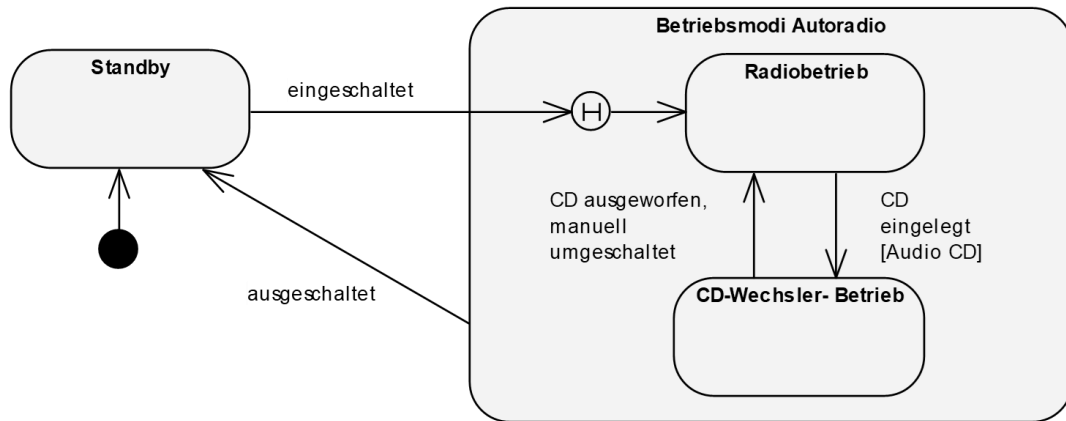 Betriebsmodi Autoradio
Standby
Radiobetrieb
eingeschaltet
H
CD ausgeworfen,
manuell
umgeschaltet
CD
eingelegt
[Audio CD]
ausgeschaltet
CD-Wechsler- Betrieb